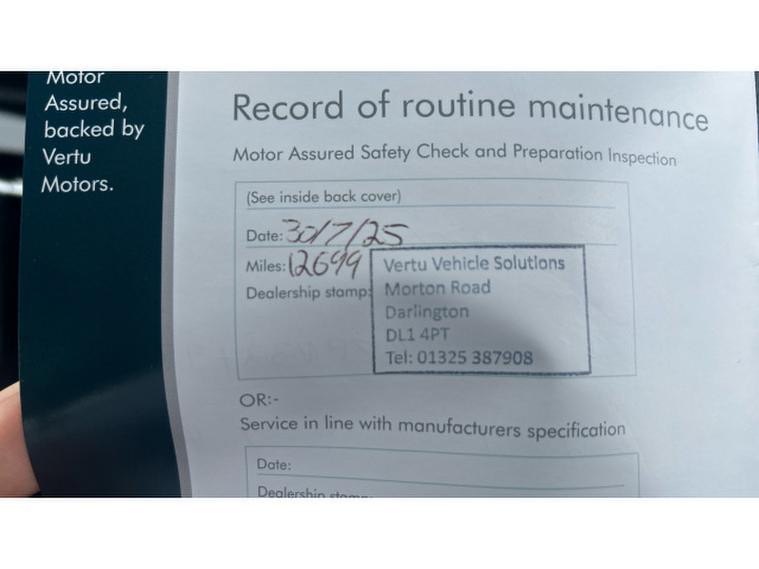 Motor
Assured,
backed by
Vertu
Motors.
Record of routine maintenance
Motor Assured Safety Check and Preparation Inspection
(See inside back cover)
Date: 30/7/25
Miles: 12699
Dealership stamp:
Vertu Vehicle Solutions
Morton Road
Darlington
DL1 4PT
Tel: 01325 387908
OR:-
Service in line with manufacturers specification
Date:
Dealership stamp: